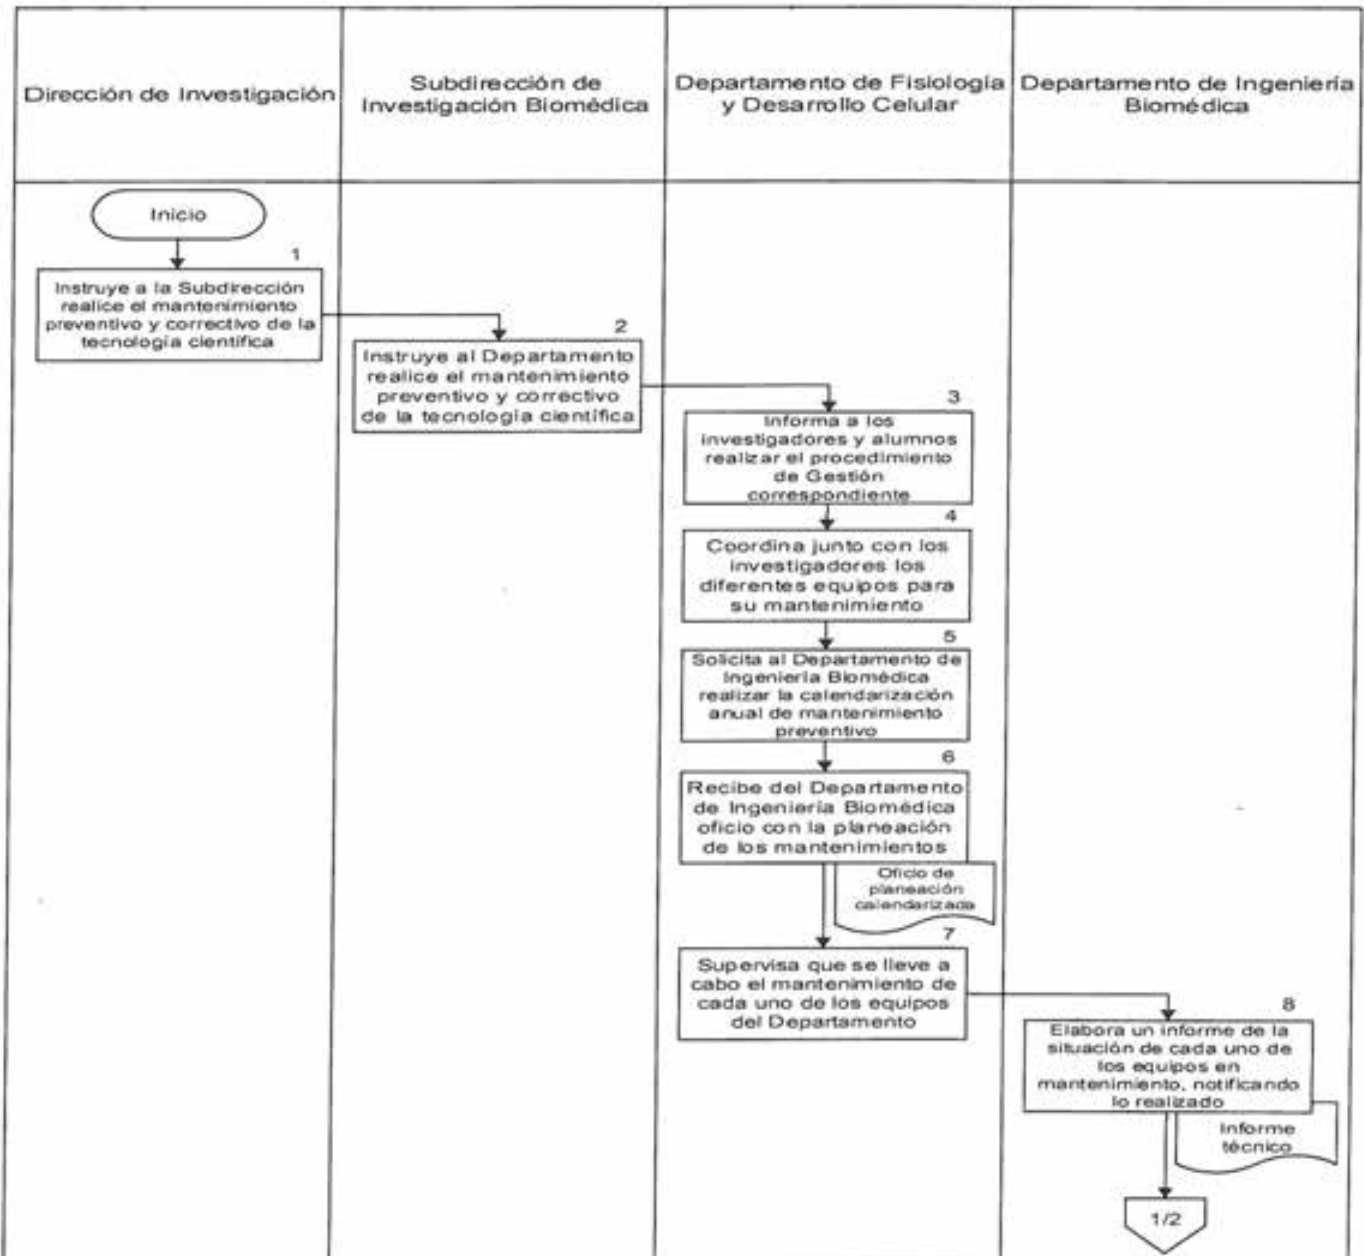 Dirección de Investigación
Subdirección de
Investigación Biomédica
Departamento de Fisiología
y Desarrollo Celular
Departamento de Ingeniería
Biomédica
Inicio
1
Instruye a la Subdirección
realice el mantenimiento
preventivo y correctivo de la
tecnología científica
2
Instruye al Departamento
realice el mantenimiento
preventivo y correctivo
de la tecnología científica
3
Informa a los
investigadores y alumnos
realizar el procedimiento
de Gestión
correspondiente
4
Coordina junto con los
investigadores los
diferentes equipos para
su mantenimiento
5
Solicita al Departamento de
Ingeniería Biomédica
realizar la calendarización
anual de mantenimiento
preventivo
6
Recibe del Departamento
de Ingeniería Biomédica
oficio con la planeación
de los mantenimientos
Oficio de
planeación
calendarizada
7
Supervisa que se lleve a
cabo el mantenimiento de
cada uno de los equipos
del Departamento
8
Elabora un informe de la
situación de cada uno de
los equipos en
mantenimiento, notificando
lo realizado
Informe
técnico
1/2